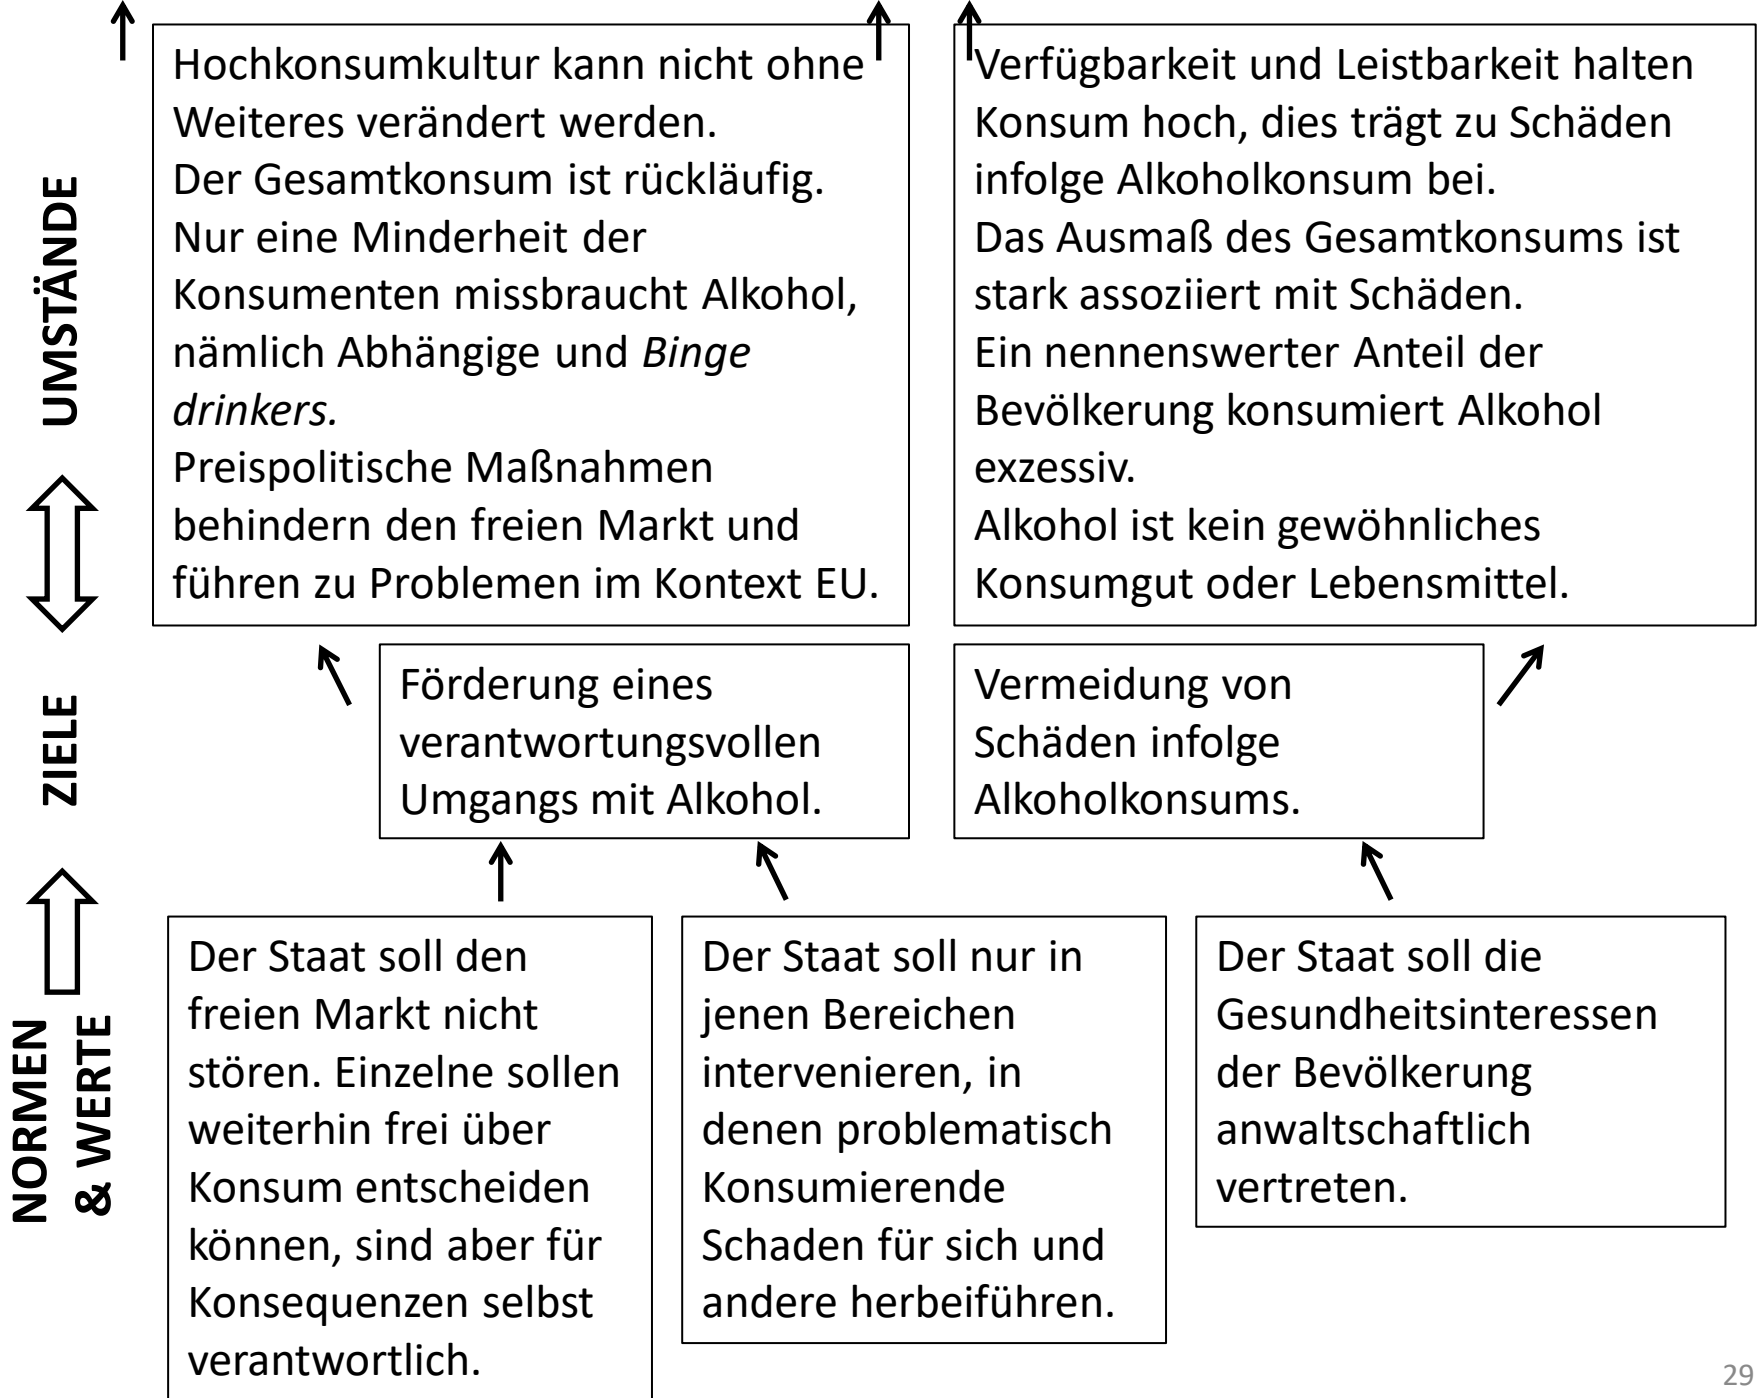 UMSTÄNDE
Hochkonsumkultur kann nicht ohne
Weiteres verändert werden.
Der Gesamtkonsum ist rückläufig.
Nur eine Minderheit der
Konsumenten missbraucht Alkohol,
nämlich Abhängige und Binge
drinkers.
Preispolitische Maßnahmen
behindern den freien Markt und
führen zu Problemen im Kontext EU.
Verfügbarkeit und Leistbarkeit halten
Konsum hoch, dies trägt zu Schäden
infolge Alkoholkonsum bei.
Das Ausmaß des Gesamtkonsums ist
stark assoziiert mit Schäden.
Ein nennenswerter Anteil der
Bevölkerung konsumiert Alkohol
exzessiv.
Alkohol ist kein gewöhnliches
Konsumgut oder Lebensmittel.
ZIELE
Förderung eines
verantwortungsvollen
Umgangs mit Alkohol.
Vermeidung von
Schäden infolge
Alkoholkonsums.
NORMEN
& WERTE
Der Staat soll den
freien Markt nicht
stören. Einzelne sollen
weiterhin frei über
Konsum entscheiden
können, sind aber für
Konsequenzen selbst
verantwortlich.
Der Staat soll nur in
jenen Bereichen
intervenieren, in
denen problematisch
Konsumierende
Schaden für sich und
andere herbeiführen.
Der Staat soll die
Gesundheitsinteressen
der Bevölkerung
anwaltschaftlich
vertreten.
29